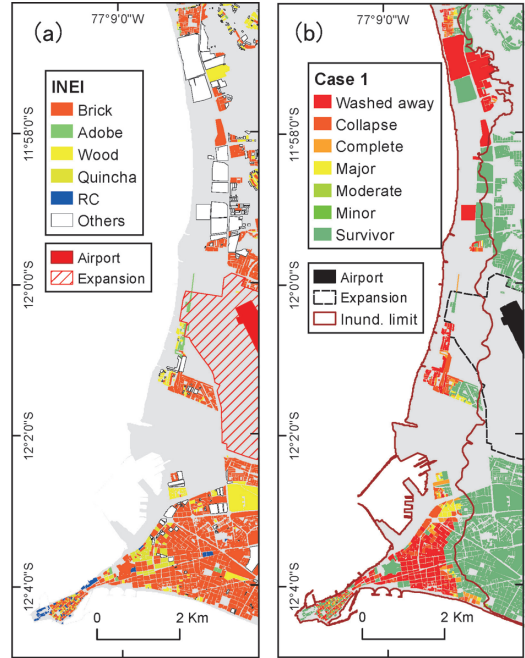 77°9'0"W
(a)
INEI
Brick
Adobe
Wood
Quincha
RC
Others
Airport
Expansion
11°58'0"S
12°0'0"S
12°2'0"S
12°4'0"S
0 2 Km
77°9'0"W
(b)
Case 1
Washed away
Collapse
Complete
Major
Moderate
Minor
Survivor
Airport
Expansion
Inund. limit
11°58'0"S
12°0'0"S
12°2'0"S
12°4'0"S
0 2 Km